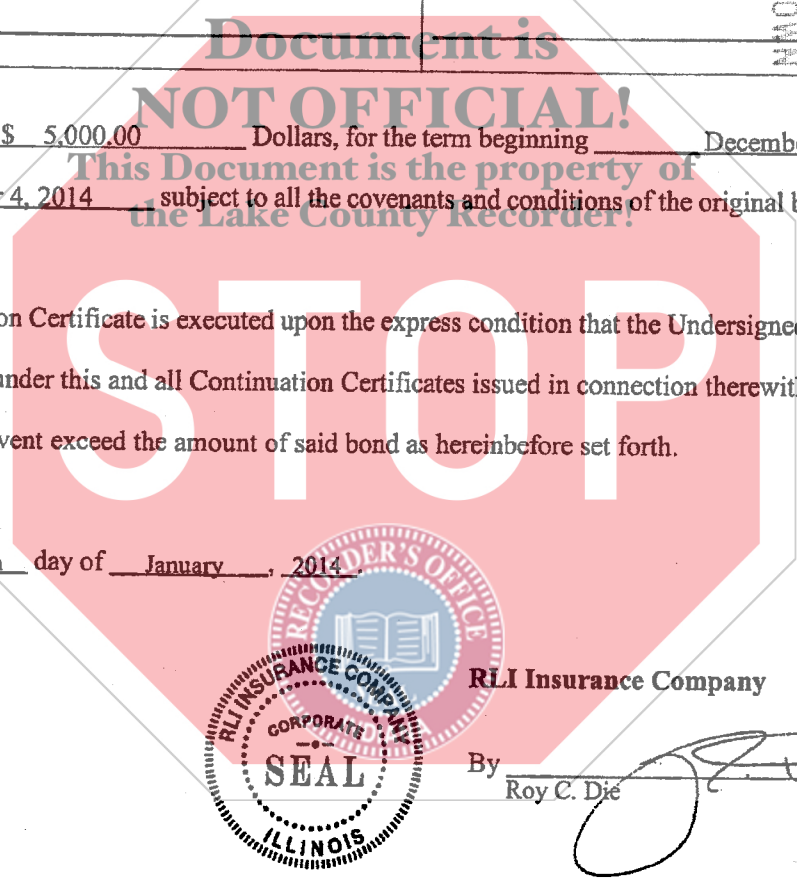 Document is
NOT OFFICIAL!
$ 5,000.00 Dollars, for the term beginning Decemb
This Document is the property of
4, 2014 subject to all the covenants and conditions of the original b
the Lake County Recorder!
STOP
on Certificate is executed upon the express condition that the Undersigned
under this and all Continuation Certificates issued in connection therewit
vent exceed the amount of said bond as hereinbefore set forth.
day of January, 2014.
RECORDER'S OFFICE
RLI INSURANCE COMPANY
CORPORATE
SEAL
ILLINOIS
RLI Insurance Company
By
Roy C. Die